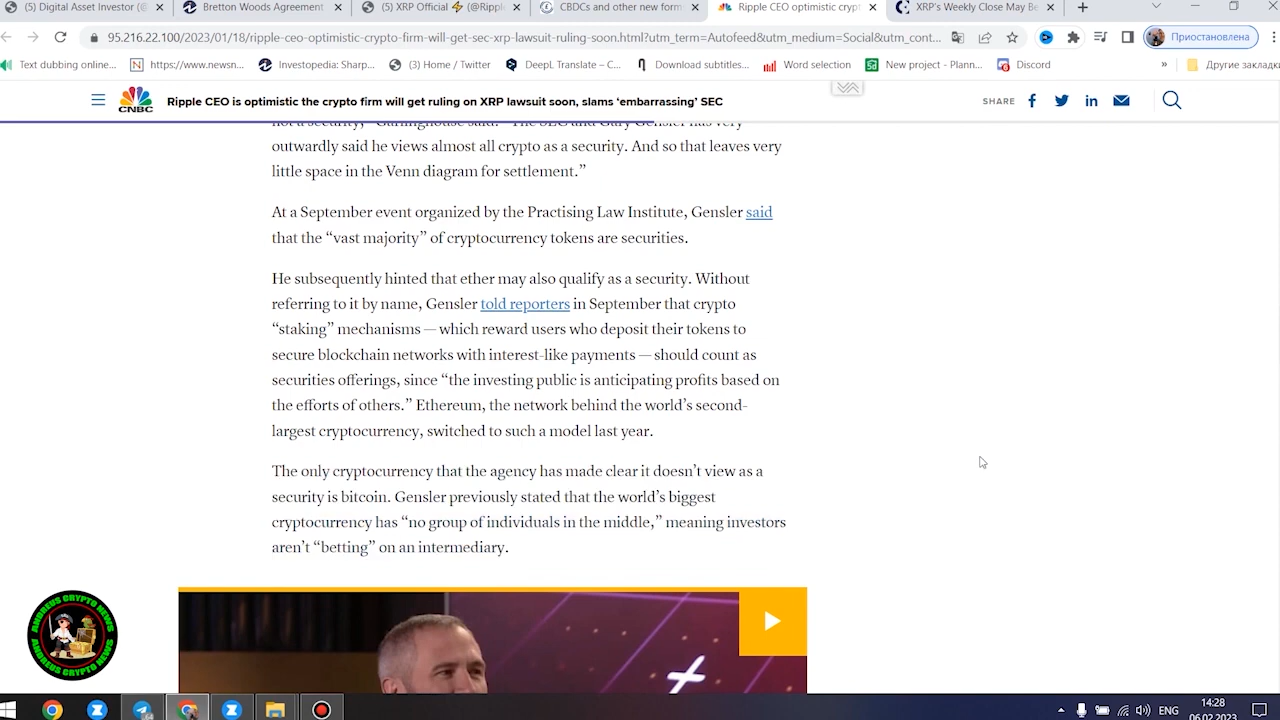 (5) Digital Asset Investor (@
Bretton Woods Agreement
(5) XRP Official ⚡ (@Ripple
CBDCs and other new form
Ripple CEO optimistic crypt
XRP's Weekly Close May Be
95.216.22.100/2023/01/18/ripple-ceo-optimistic-crypto-firm-will-get-sec-xrp-lawsuit-ruling-soon.html?utm_term=Autofeed&utm_medium=Social&utm_cont...
Приостановлена
Text dubbing online...
https://www.newsn...
Investopedia: Sharp...
(3) Home / Twitter
DeepL Translate – C...
Download subtitles...
Word selection
New project - Plann...
Discord
»
Другие закладки
CNBC
Ripple CEO is optimistic the crypto firm will get ruling on XRP lawsuit soon, slams ‘embarrassing’ SEC
SHARE
not a security,” Garlinghouse said. “The SEC and Gary Gensler has very
outwardly said he views almost all crypto as a security. And so that leaves very
little space in the Venn diagram for settlement.”
At a September event organized by the Practising Law Institute, Gensler said
that the “vast majority” of cryptocurrency tokens are securities.
He subsequently hinted that ether may also qualify as a security. Without
referring to it by name, Gensler told reporters in September that crypto
“staking” mechanisms — which reward users who deposit their tokens to
secure blockchain networks with interest-like payments — should count as
securities offerings, since “the investing public is anticipating profits based on
the efforts of others.” Ethereum, the network behind the world’s second-
largest cryptocurrency, switched to such a model last year.
The only cryptocurrency that the agency has made clear it doesn’t view as a
security is bitcoin. Gensler previously stated that the world’s biggest
cryptocurrency has “no group of individuals in the middle,” meaning investors
aren’t “betting” on an intermediary.
ANDREUS CRYPTO NEWS
ANDREUS CRYPTO NEWS
ENG
14:28
06.02.2023